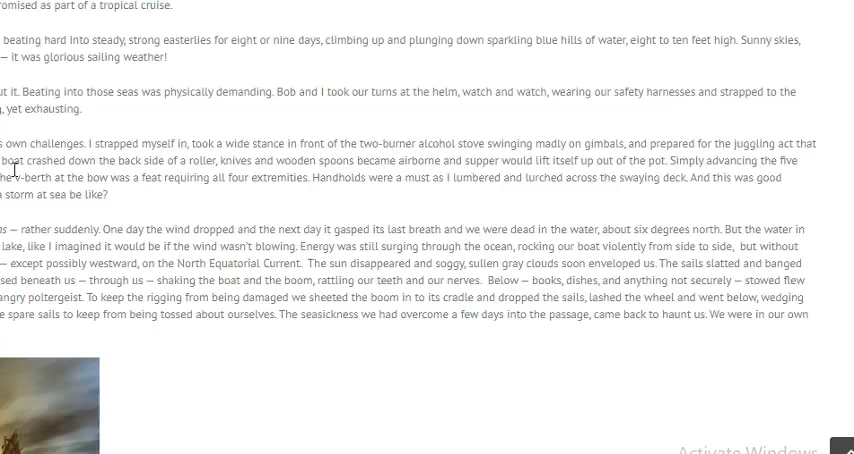 romised as part of a tropical cruise.
beating hard into steady, strong easterlies for eight or nine days, climbing up and plunging down sparkling blue hills of water, eight to ten feet high. Sunny skies,
— it was glorious sailing weather!
ut it. Beating into those seas was physically demanding. Bob and I took our turns at the helm, watch and watch, wearing our safety harnesses and strapped to the
, yet exhausting.
s own challenges. I strapped myself in, took a wide stance in front of the two-burner alcohol stove swinging madly on gimbals, and prepared for the juggling act that
boat crashed down the back side of a roller, knives and wooden spoons became airborne and supper would lift itself up out of the pot. Simply advancing the five
he v-berth at the bow was a feat requiring all four extremities. Handholds were a must as I lumbered and lurched across the swaying deck. And this was good
a storm at sea be like?
ms — rather suddenly. One day the wind dropped and the next day it gasped its last breath and we were dead in the water, about six degrees north. But the water in
lake, like I imagined it would be if the wind wasn't blowing. Energy was still surging through the ocean, rocking our boat violently from side to side, but without
— except possibly westward, on the North Equatorial Current. The sun disappeared and soggy, sullen gray clouds soon enveloped us. The sails slatted and banged
sed beneath us — through us — shaking the boat and the boom, rattling our teeth and our nerves. Below — books, dishes, and anything not securely — stowed flew
angry poltergeist. To keep the rigging from being damaged we sheeted the boom in to its cradle and dropped the sails, lashed the wheel and went below, wedging
e spare sails to keep from being tossed about ourselves. The seasickness we had overcome a few days into the passage, came back to haunt us. We were in our own
Activate Windows